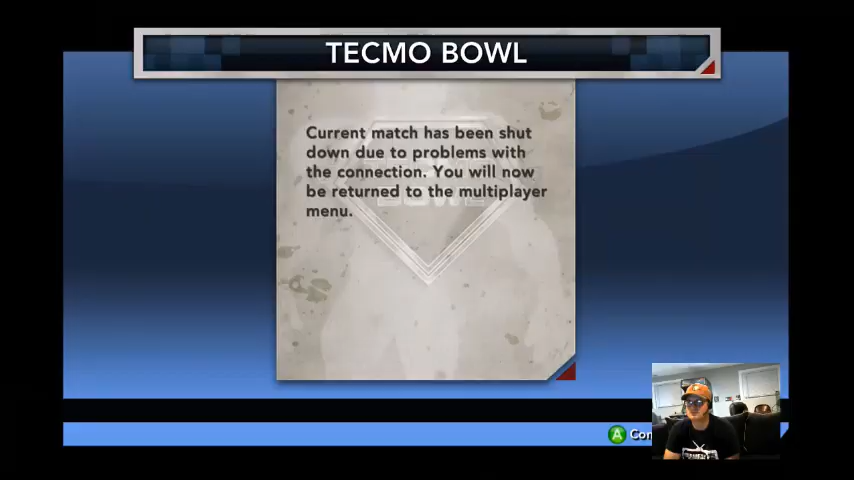 TECMO BOWL
Current match has been shut
down due to problems with
the connection. You will now
be returned to the multiplayer
menu.
A